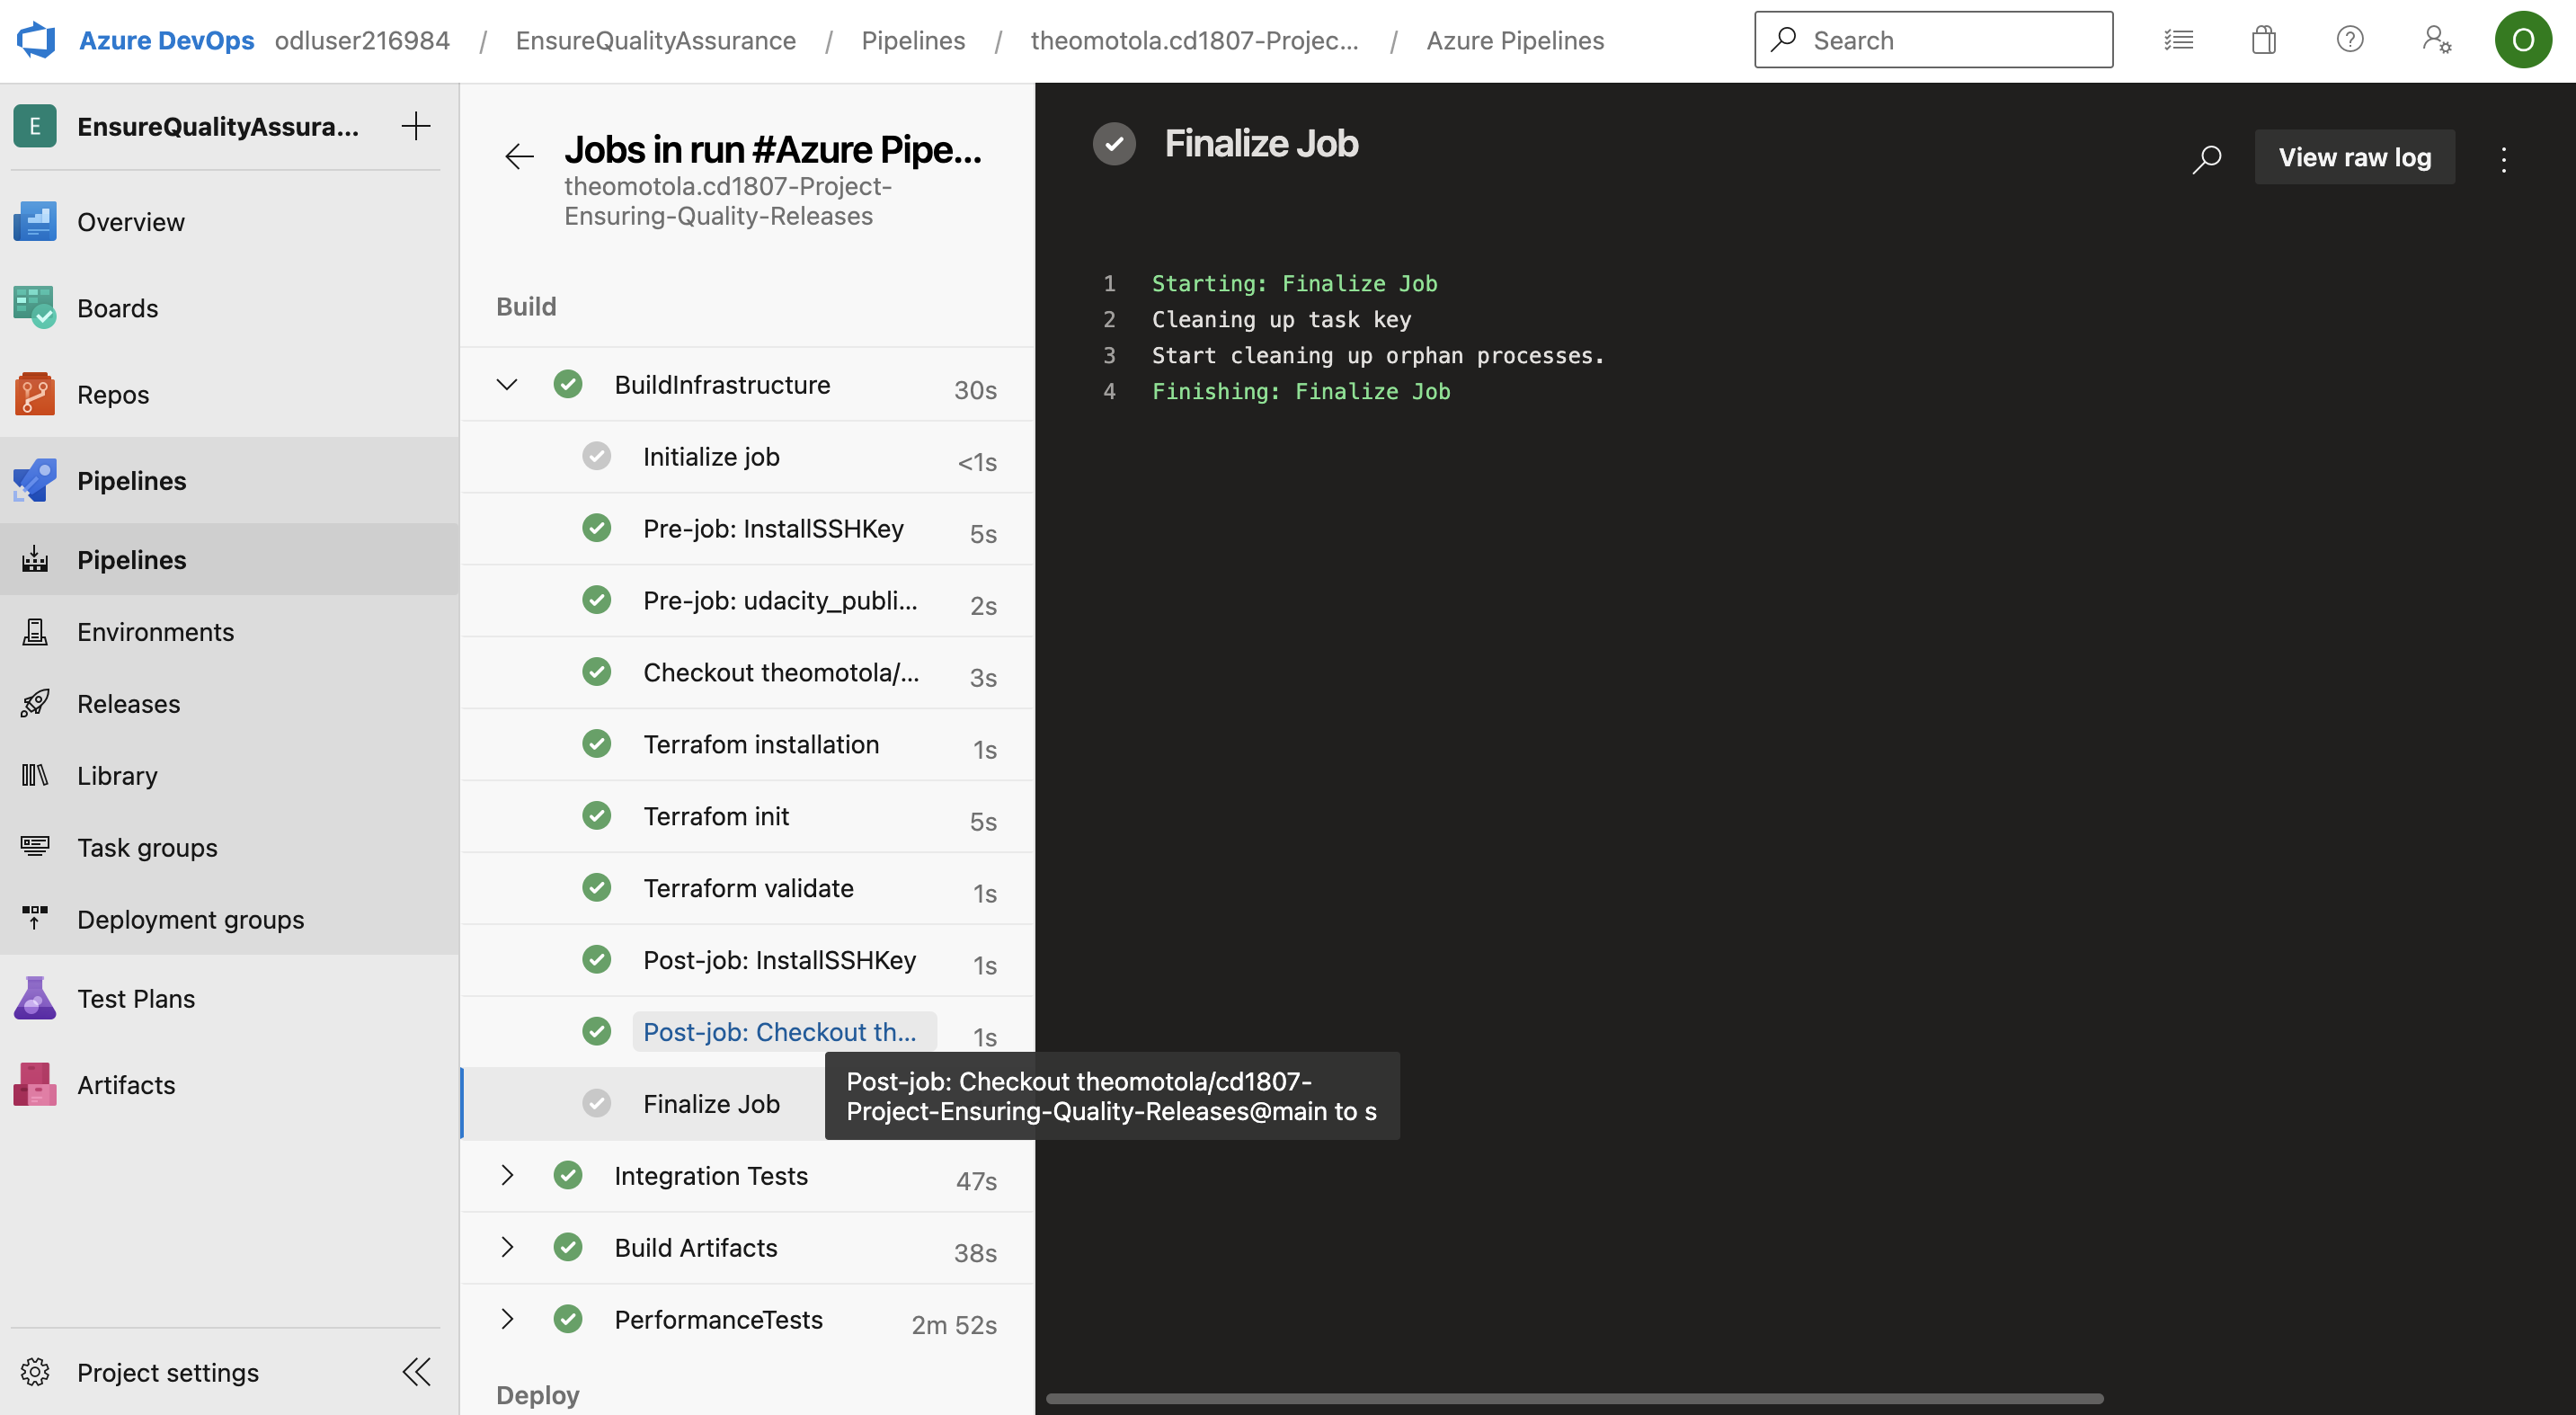 Azure DevOps odluser216984 / EnsureQualityAssurance / Pipelines / theomotola.cd1807-Projec... / Azure Pipelines
Search
O
E EnsureQualityAssura...
Overview
Boards
Repos
Pipelines
Pipelines
Environments
Releases
Library
Task groups
Deployment groups
Test Plans
Artifacts
Project settings
Jobs in run #Azure Pipe...
theomotola.cd1807-Project-
Ensuring-Quality-Releases
Build
BuildInfrastructure 30s
Initialize job <1s
Pre-job: InstallSSHKey 5s
Pre-job: udacity_publi... 2s
Checkout theomotola/... 3s
Terrafom installation 1s
Terrafom init 5s
Terraform validate 1s
Post-job: InstallSSHKey 1s
Post-job: Checkout th... 1s
Finalize Job
Post-job: Checkout theomotola/cd1807-
Project-Ensuring-Quality-Releases@main to s
Integration Tests 47s
Build Artifacts 38s
PerformanceTests 2m 52s
Deploy
Finalize Job
View raw log
1 Starting: Finalize Job
2 Cleaning up task key
3 Start cleaning up orphan processes.
4 Finishing: Finalize Job